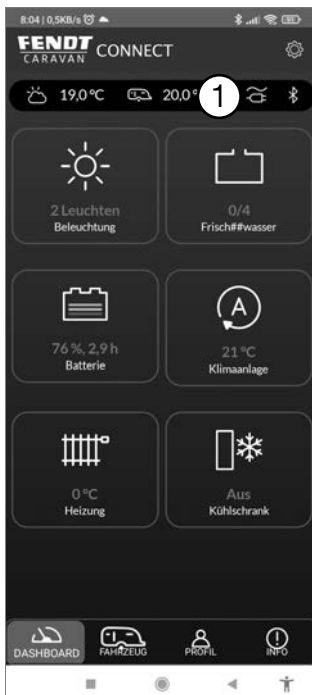 8:04 | 0,5KB/s
91
FENDT CONNECT
CARAVAN
19,0°C 20,0° 1
2 Leuchten
Beleuchtung
0/4
Frisch##wasser
76 %, 2,9 h
Batterie
A
21 °C
Klimaanlage
0 °C
Heizung
Aus
Kühlschrank
DASHBOARD
FAHRZEUG
PROFIL
INFO